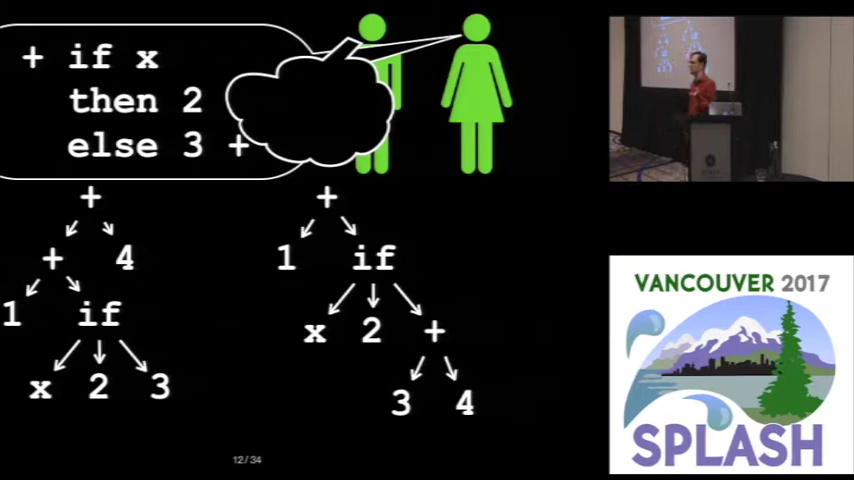 + if x
then 2
else 3 +
+
+ 4
1 if
x 2 3
+
1 if
x 2 +
3 4
12/34
VANCOUVER 2017
SPLASH